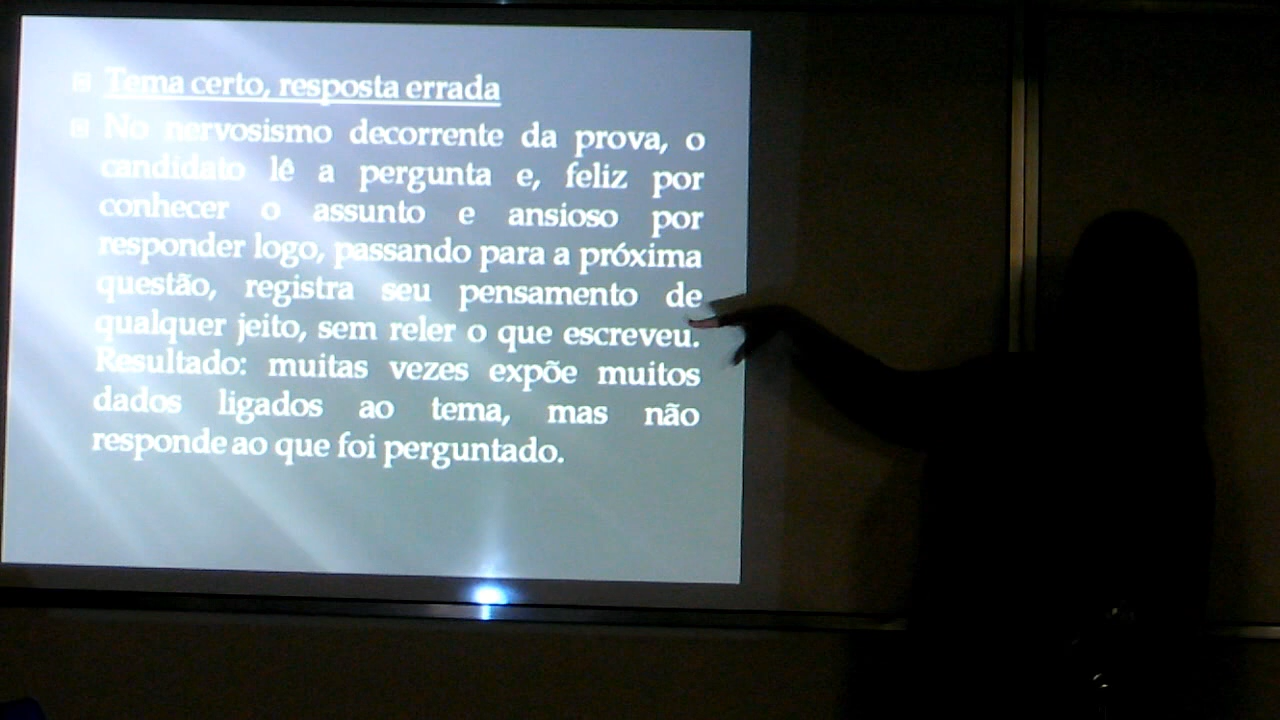 Tema certo, resposta errada
No nervosismo decorrente da prova, o
candidato lê a pergunta e, feliz por
conhecer o assunto e ansioso por
responder logo, passando para a próxima
questão, registra seu pensamento de
qualquer jeito, sem reler o que escreveu.
Resultado: muitas vezes expõe muitos
dados ligados ao tema, mas não
responde ao que foi perguntado.